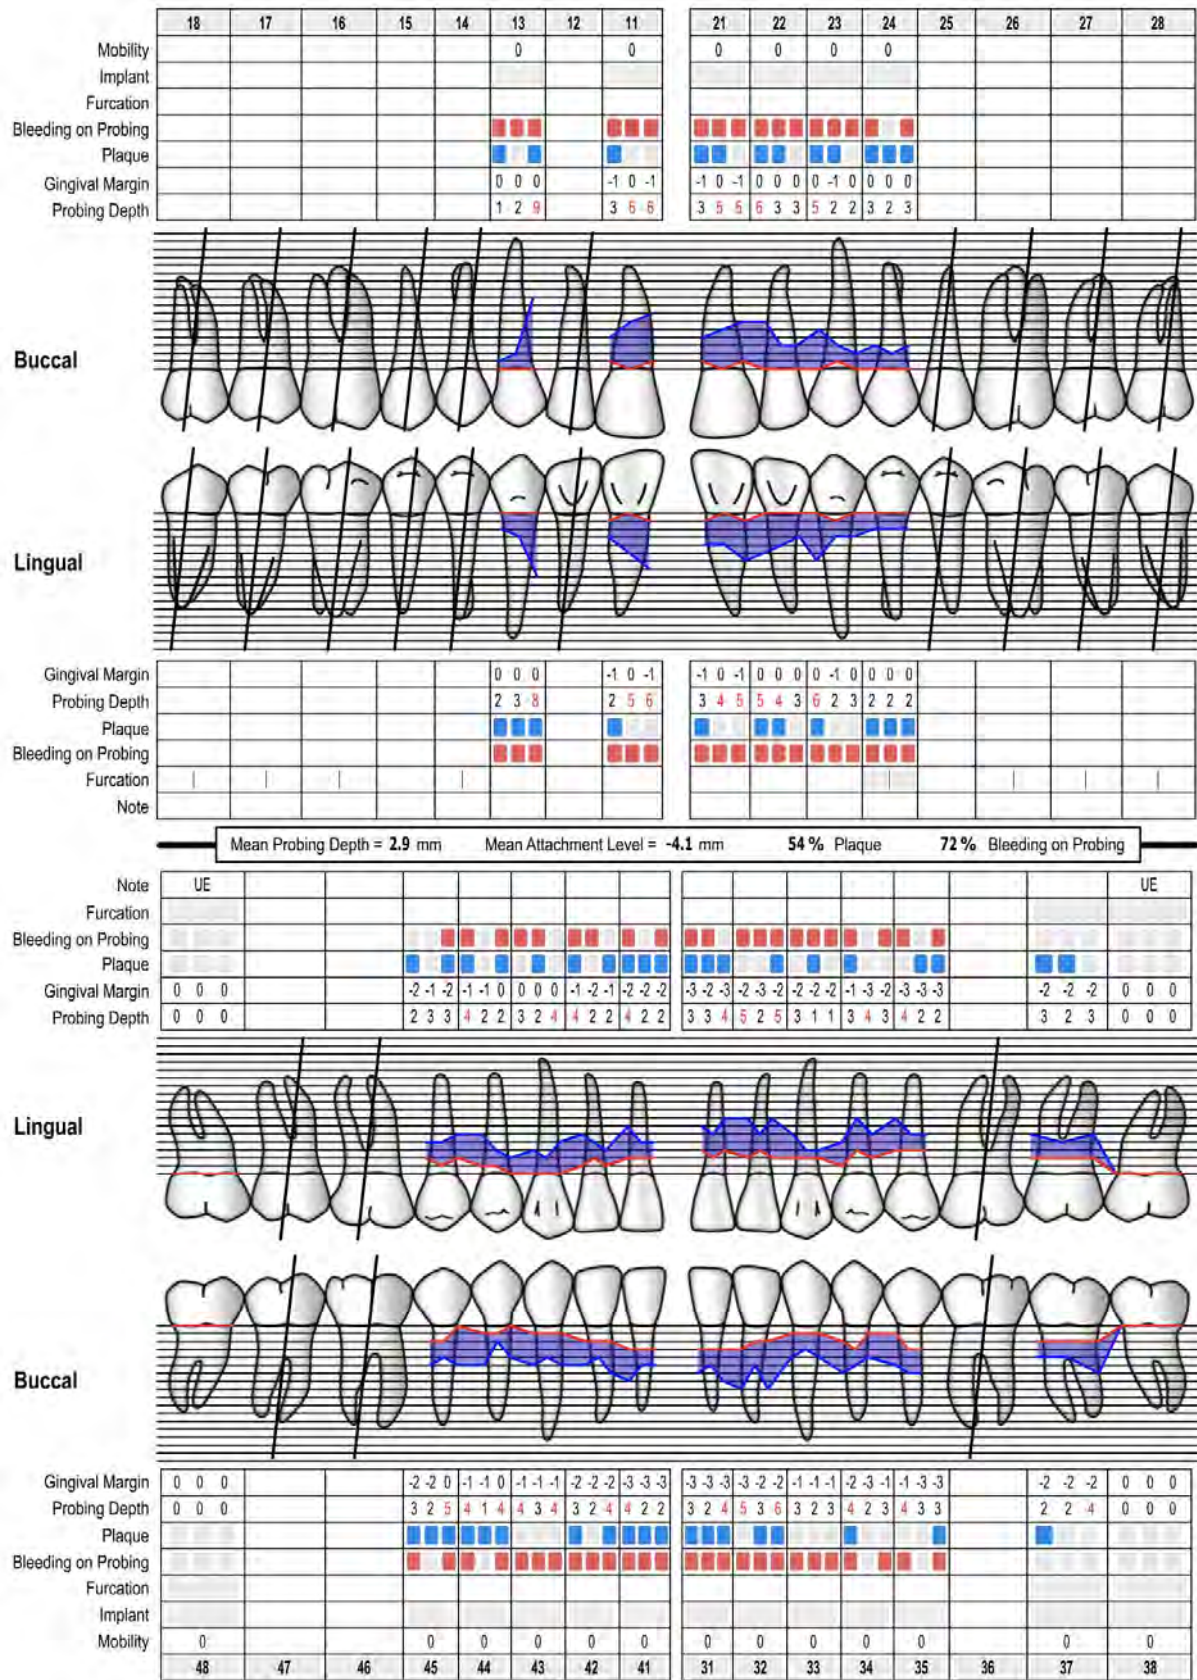 18 17 16 15 14 13 12 11 21 22 23 24 25 26 27 28
Mobility 0 0 0 0 0 0
Implant
Furcation
Bleeding on Probing
Plaque
Gingival Margin 0 0 0 -1 0 -1 -1 0 -1 0 0 0 0 -1 0 0 0 0
Probing Depth 1 2 9 3 6 6 3 5 5 6 3 3 5 2 2 3 2 3
Buccal
Lingual
Gingival Margin 0 0 0 -1 0 -1 -1 0 -1 0 0 0 0 -1 0 0 0 0
Probing Depth 2 3 8 2 5 6 3 4 5 5 4 3 6 2 3 2 2 2
Plaque
Bleeding on Probing
Furcation
Note
Mean Probing Depth = 2.9 mm Mean Attachment Level = -4.1 mm 54 % Plaque 72 % Bleeding on Probing
Note UE UE
Furcation
Bleeding on Probing
Plaque
Gingival Margin 0 0 0 -2 -1 -2 -1 -1 0 0 0 0 -1 -2 -1 -2 -2 -2 -3 -2 -3 -2 -3 -2 -2 -2 -2 -1 -3 -2 -3 -3 -3 -2 -2 -2 0 0 0
Probing Depth 0 0 0 2 3 3 4 2 2 3 2 4 4 2 2 4 2 2 3 3 4 5 2 5 3 1 1 3 4 3 4 2 2 3 2 3 0 0 0
Lingual
Buccal
Gingival Margin 0 0 0 -2 -2 0 -1 -1 0 -1 -1 -1 -2 -2 -2 -3 -3 -3 -3 -3 -3 -3 -2 -2 -1 -1 -1 -2 -3 -1 -1 -3 -3 -2 -2 -2 0 0 0
Probing Depth 0 0 0 3 2 5 4 1 4 4 3 4 3 2 4 4 2 2 3 2 4 5 3 6 3 2 3 4 2 3 4 3 3 2 2 4 0 0 0
Plaque
Bleeding on Probing
Furcation
Implant
Mobility 0 0 0 0 0 0 0 0 0 0 0 0 0
48 47 46 45 44 43 42 41 31 32 33 34 35 36 37 38